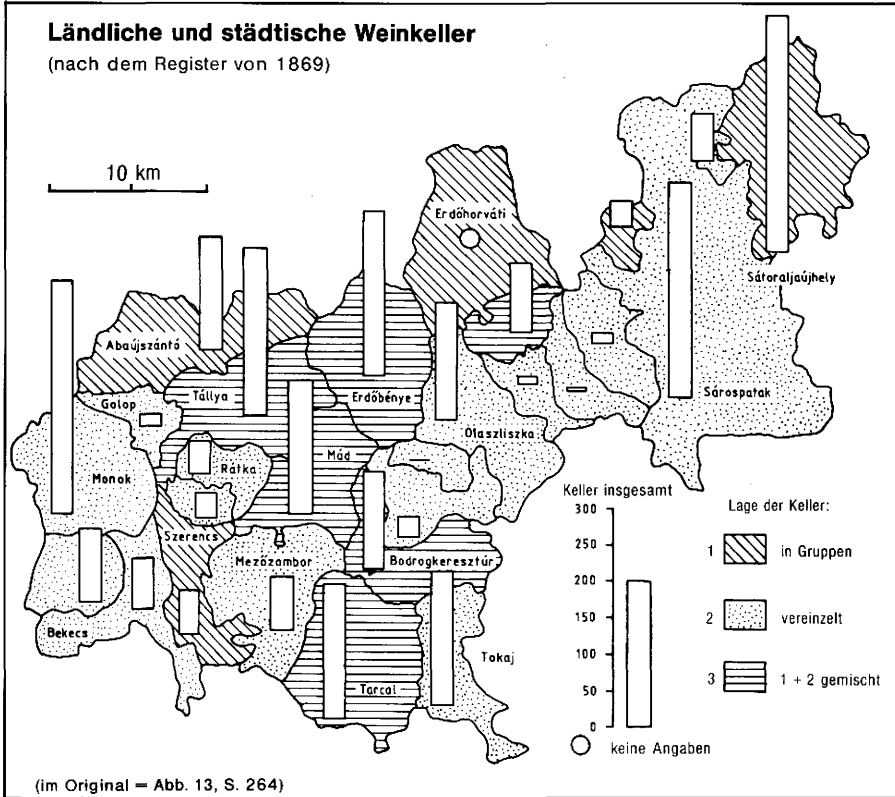 Ländliche und städtische Weinkeller
(nach dem Register von 1869)
10 km
Erdőhorváti
Sátoraljaújhely
Abaújszántó
Golop
Tállya
Erdőbénye
Sárospatak
Olaszliszka
Mád
Rátka
Monok
Szerencs
Mezőzambor
Bodrogkeresztúr
Bekecs
Tokaj
Tarcal
Keller insgesamt
300
250
200
150
100
50
0
keine Angaben
Lage der Keller:
1 in Gruppen
2 vereinzelt
3 1 + 2 gemischt
(im Original = Abb. 13, S. 264)